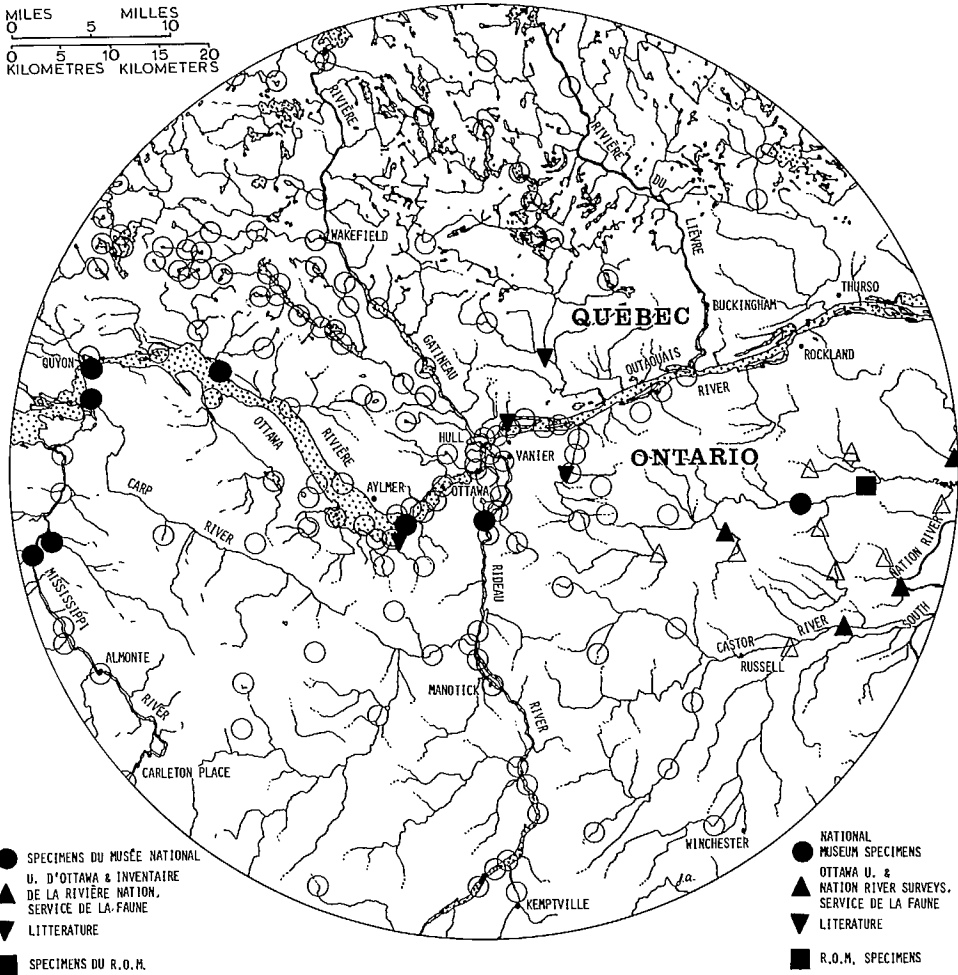 MILES MILLES
0 5 10
0 5 10 15 20
KILOMETRES KILOMETERS
RIVIÈRE
RIVIÈRE
DU
LIÈVRE
WAKEFIELD
THURSO
BUCKINGHAM
QUÉBEC
GATINEAU
ROCKLAND
QUYON
OUTAOUAIS
RIVER
OTTAWA
RIVIÈRE
HULL
VANIER
ONTARIO
CARP
RIVER
AYLMER
OTTAWA
NATION RIVER
RIDEAU
MISSISSIPPI
RIVER
SOUTH
CASTOR
RIVER
RUSSELL
ALMONTE
MANOTICK
RIVER
CARLETON PLACE
WINCHESTER
j.a.
KEMPTVILLE
SPECIMENS DU MUSÉE NATIONAL
U. D'OTTAWA & INVENTAIRE
DE LA RIVIÈRE NATION,
SERVICE DE LA FAUNE
LITTERATURE
SPECIMENS DU R.O.M.
NATIONAL
MUSEUM SPECIMENS
OTTAWA U. &
NATION RIVER SURVEYS,
SERVICE DE LA FAUNE
LITERATURE
R.O.M. SPECIMENS